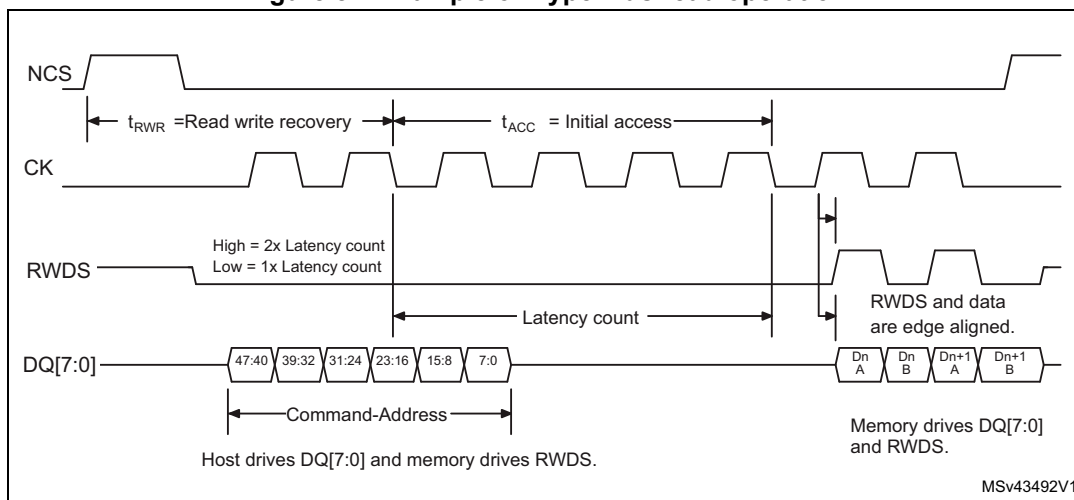 NCS
t_RWR =Read write recovery
t_ACC = Initial access
CK
High = 2x Latency count
Low = 1x Latency count
RWDS
RWDS and data
are edge aligned.
Latency count
DQ[7:0]
47:40 39:32 31:24 23:16 15:8 7:0
Dn A Dn B Dn+1 A Dn+1 B
Command-Address
Memory drives DQ[7:0]
and RWDS.
Host drives DQ[7:0] and memory drives RWDS.
MSv43492V1